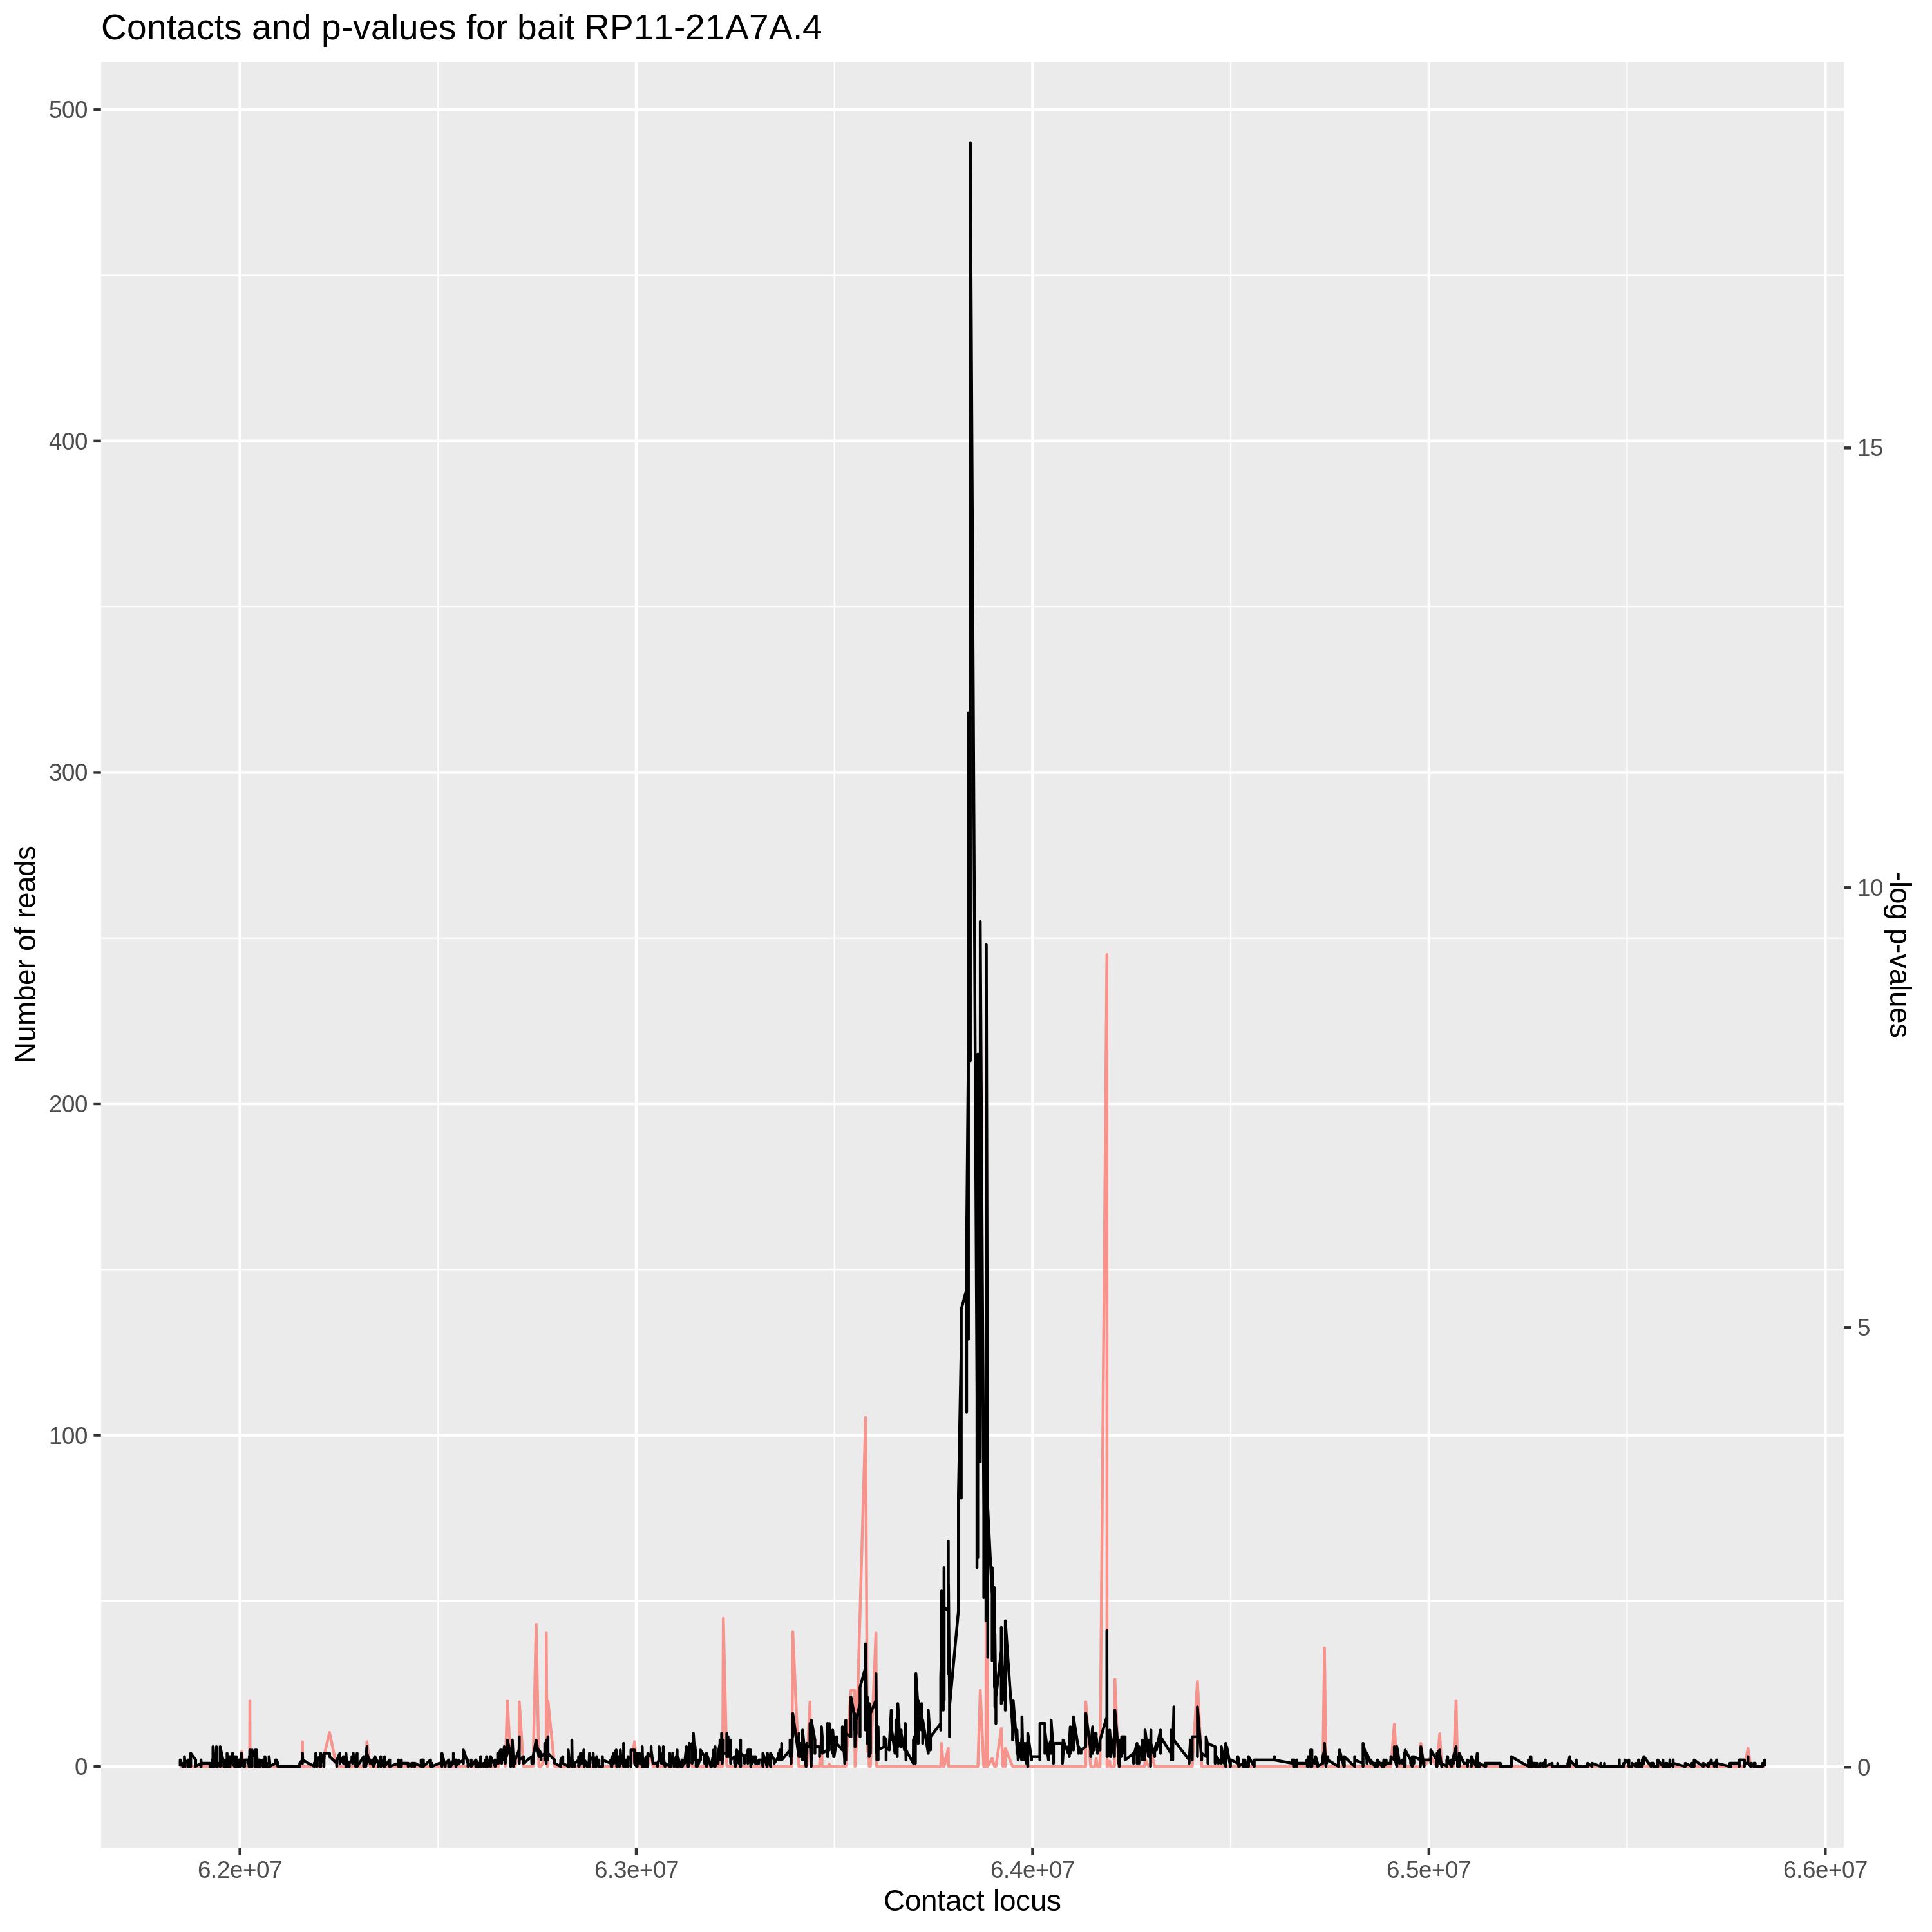 Contacts and p-values for bait RP11-21A7A.4
500
400
300
200
100
0
Number of reads
15
10
5
0
-log p-values
6.2e+07 6.3e+07 6.4e+07 6.5e+07 6.6e+07
Contact locus